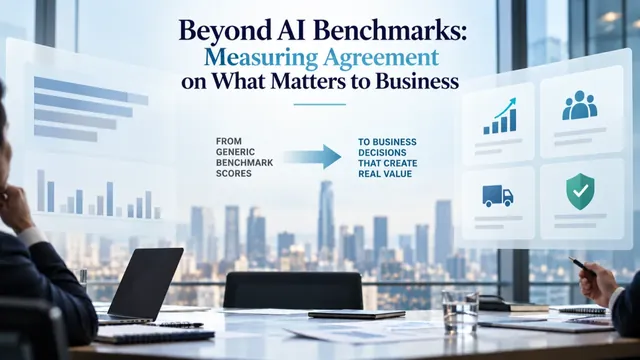 Beyond AI Benchmarks:
Measuring Agreement
on What Matters to Business
FROM
GENERIC
BENCHMARK
SCORES
TO BUSINESS
DECISIONS
THAT CREATE
REAL VALUE